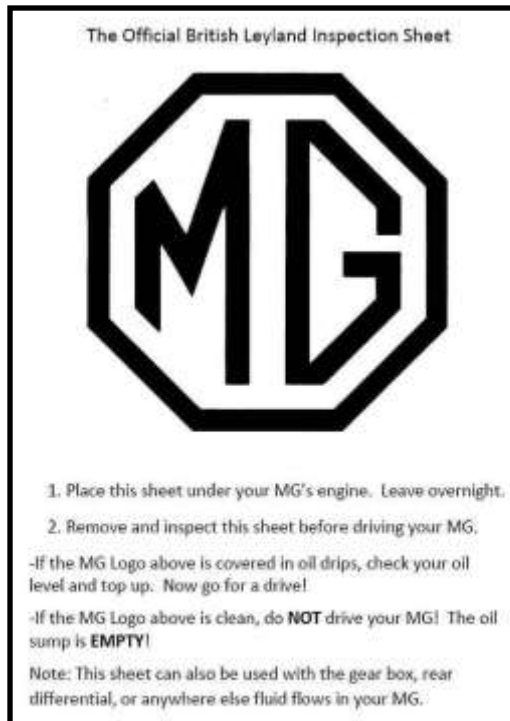 The Official British Leyland Inspection Sheet
MG
1. Place this sheet under your MG's engine.  Leave overnight.
2. Remove and inspect this sheet before driving your MG.
-If the MG Logo above is covered in oil drips, check your oil
level and top up.  Now go for a drive!
-If the MG Logo above is clean, do NOT drive your MG!  The oil
sump is EMPTY!
Note: This sheet can also be used with the gear box, rear
differential, or anywhere else fluid flows in your MG.